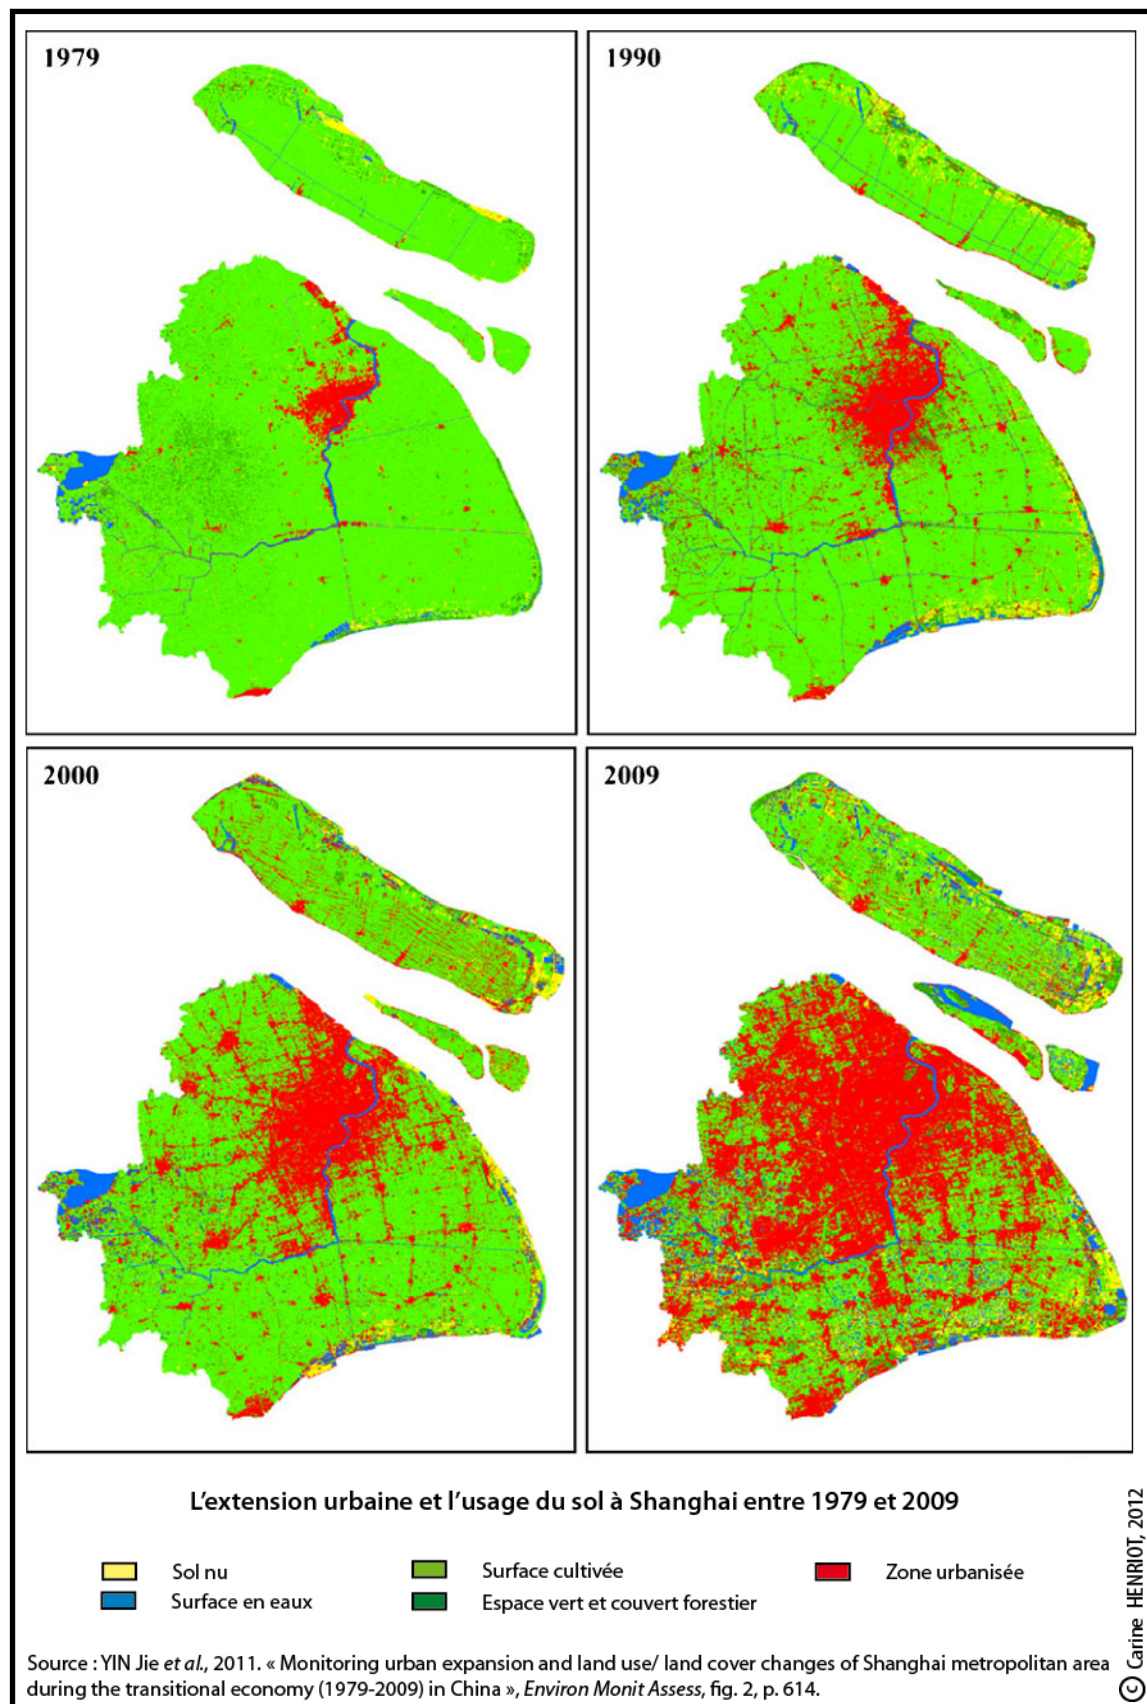 1979
1990
2000
2009
L'extension urbaine et l'usage du sol à Shanghai entre 1979 et 2009
Sol nu
Surface cultivée
Zone urbanisée
Surface en eaux
Espace vert et couvert forestier
Source : YIN Jie et al., 2011. « Monitoring urban expansion and land use/ land cover changes of Shanghai metropolitan area
during the transitional economy (1979-2009) in China », Environ Monit Assess, fig. 2, p. 614.
© Carine HENRIOT, 2012